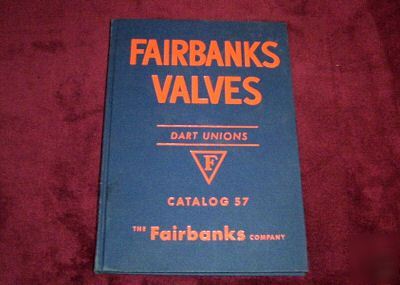 FAIRBANKS
VALVES
DART UNIONS
F
CATALOG 57
THE Fairbanks COMPANY